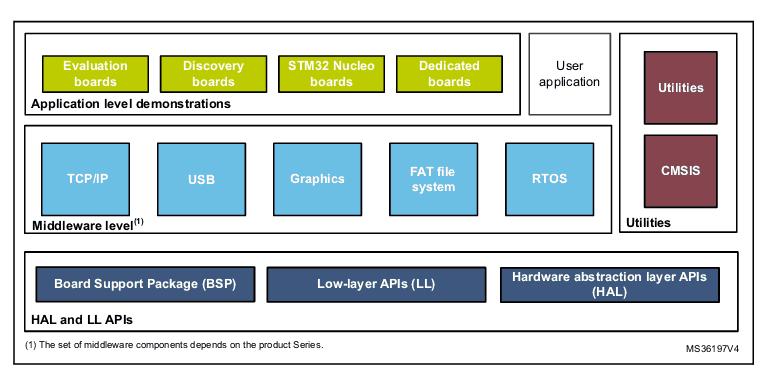 Evaluation
boards
Discovery
boards
STM32 Nucleo
boards
Dedicated
boards
Application level demonstrations
User
application
Utilities
CMSIS
Utilities
TCP/IP
USB
Graphics
FAT file
system
RTOS
Middleware level(1)
Board Support Package (BSP)
Low-layer APIs (LL)
Hardware abstraction layer APIs
(HAL)
HAL and LL APIs
(1) The set of middleware components depends on the product Series.
MS36197V4